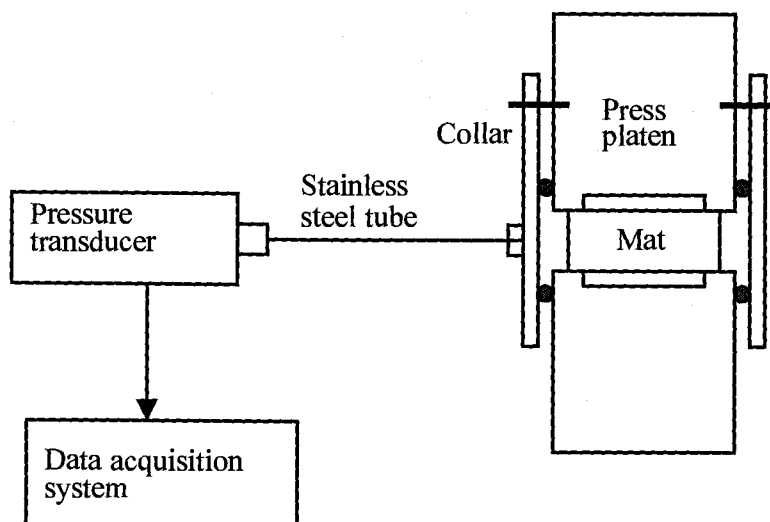 Press
platen
Collar
Stainless
steel tube
Pressure
transducer
Mat
Data acquisition
system